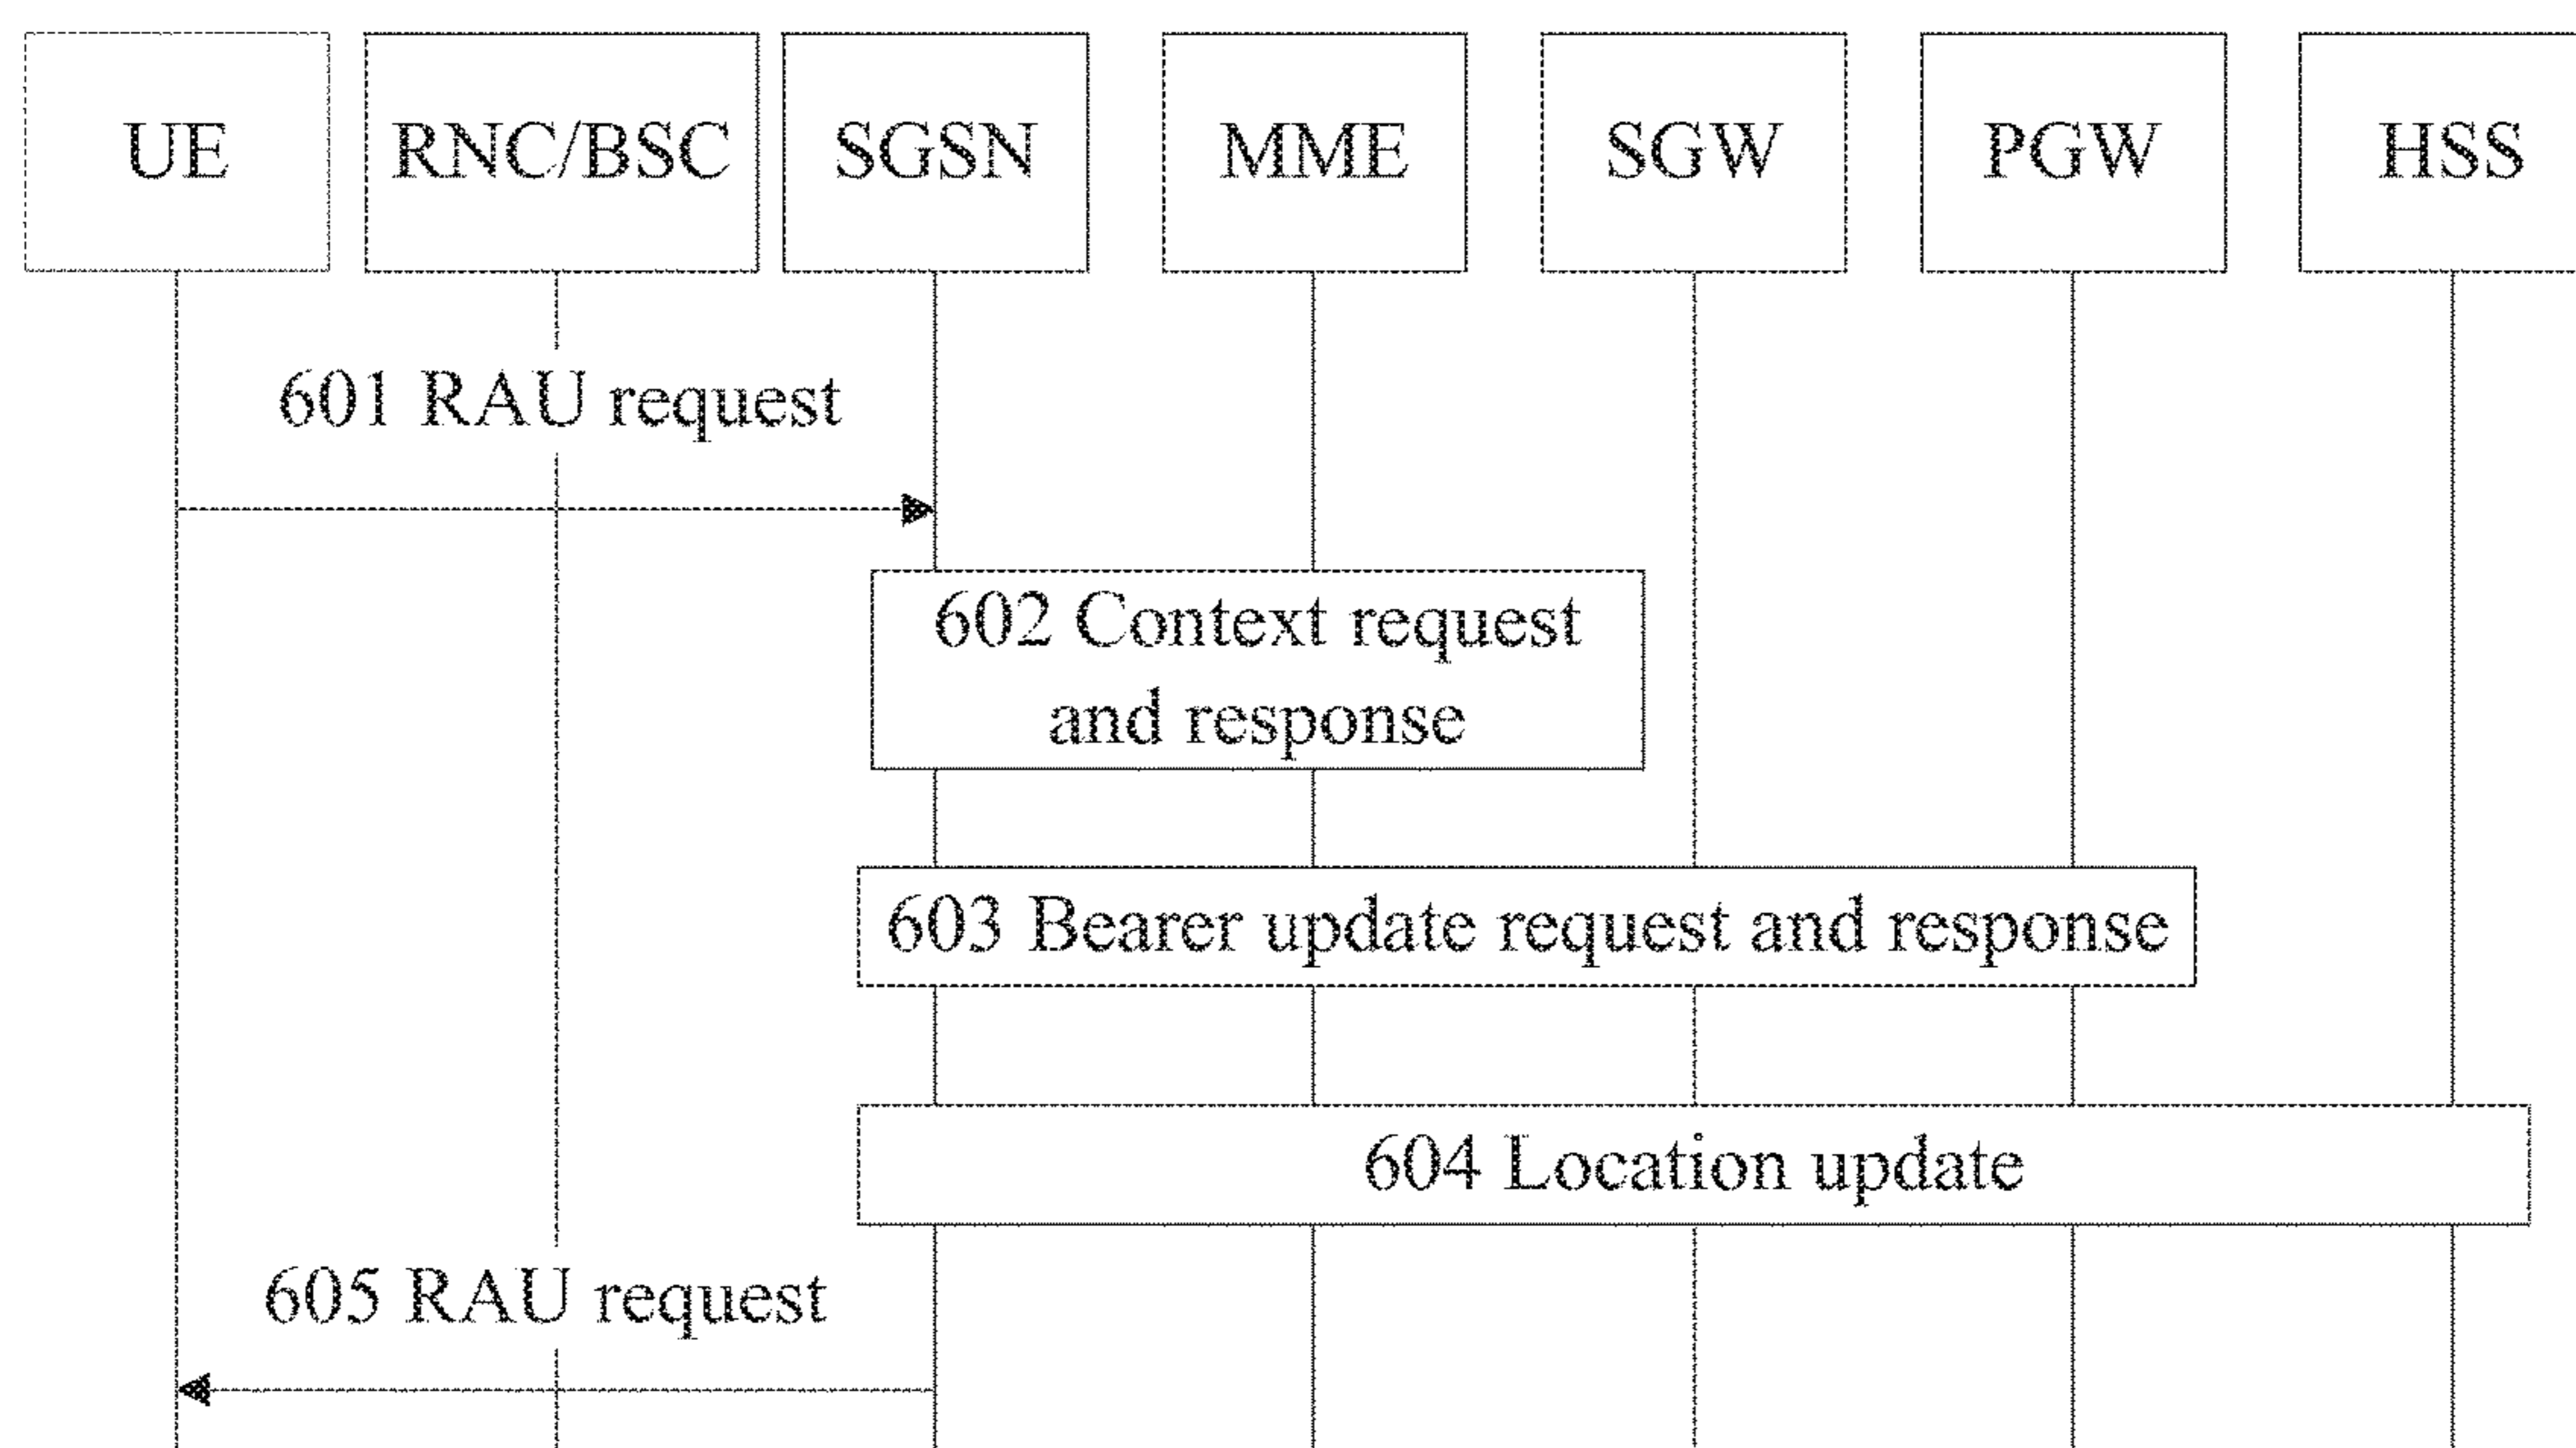 UE
RNC/BSC
SGSN
MME
SGW
PGW
HSS
601 RAU request
602 Context request
and response
603 Bearer update request and response
604 Location update
605 RAU request